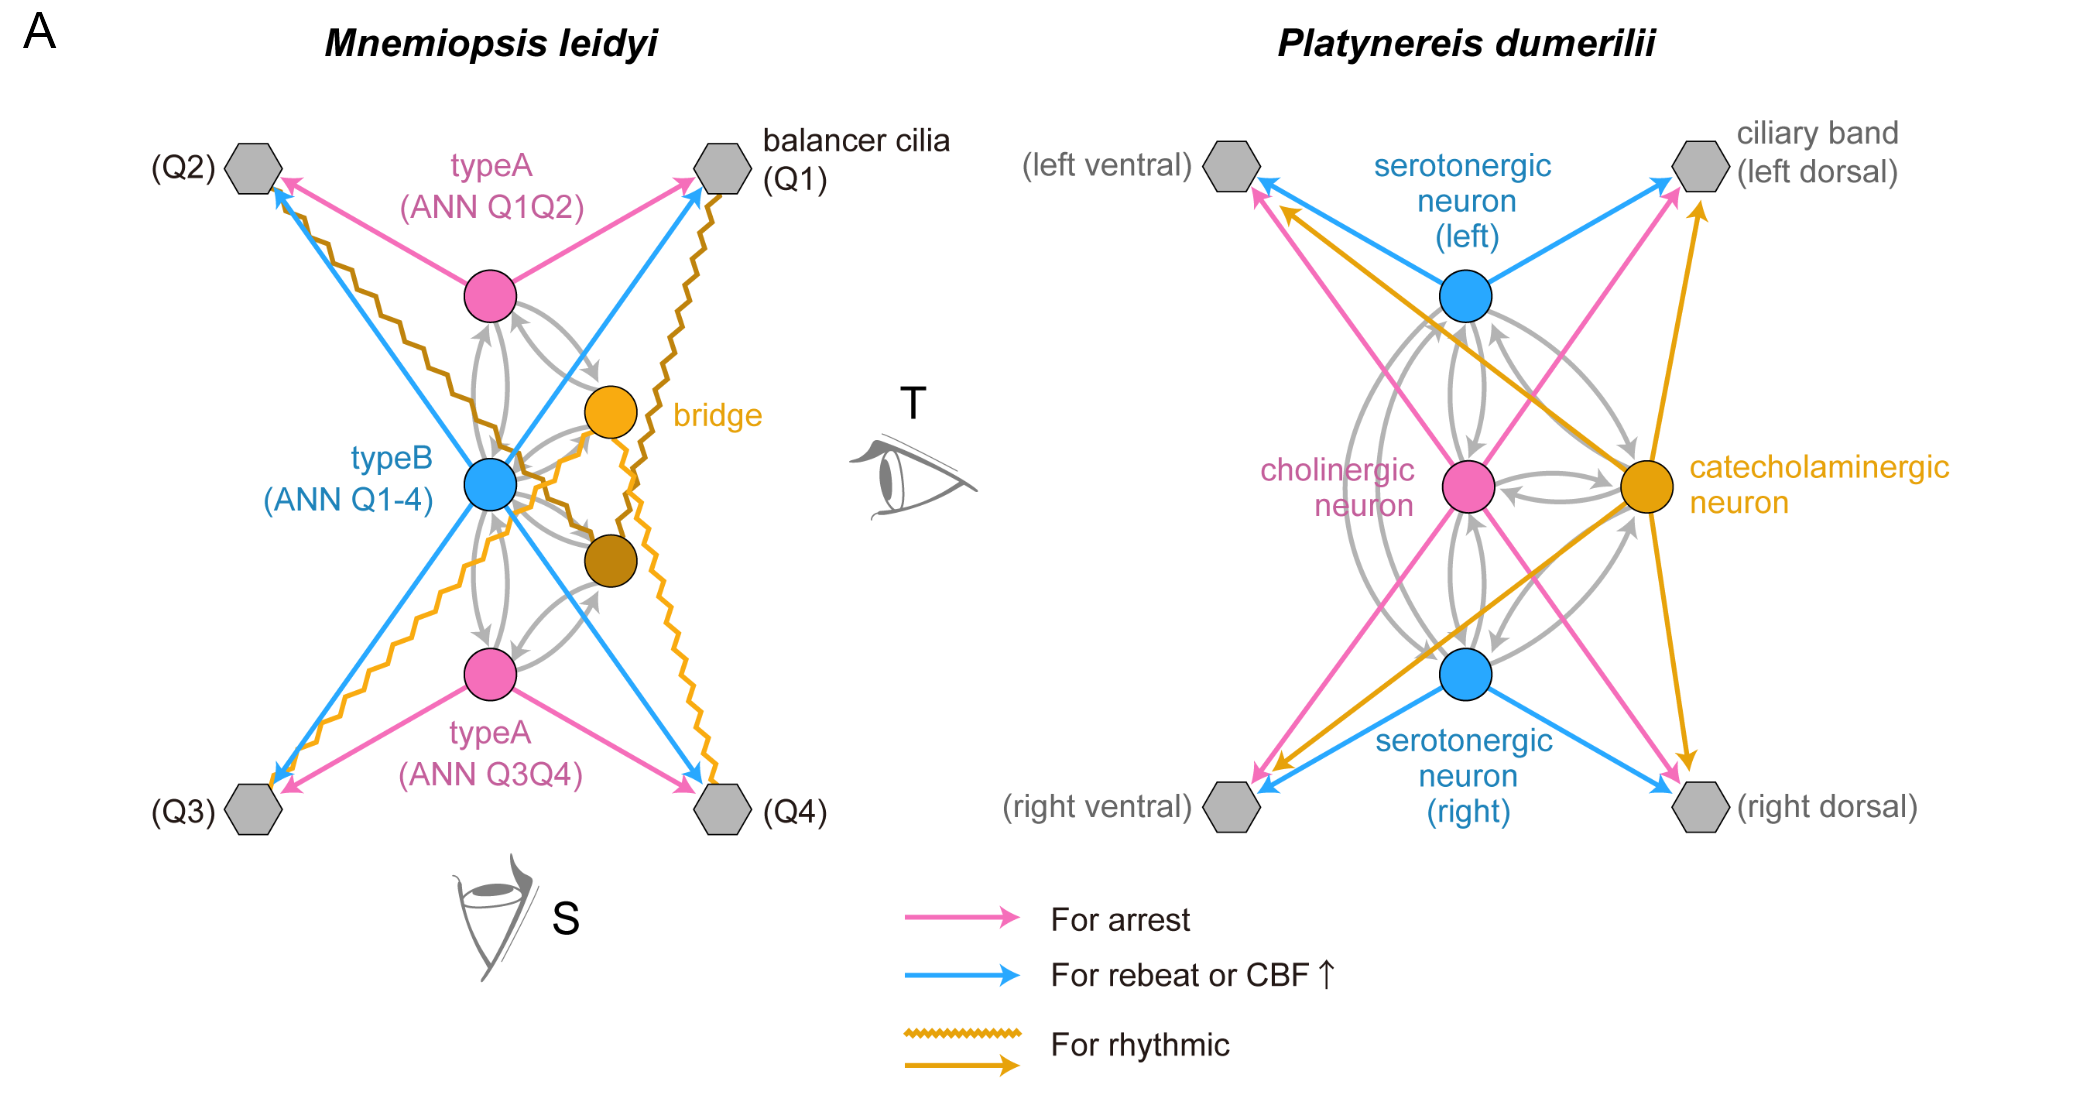 A
Mnemiopsis leidyi
Platynereis dumerilii
(Q2)
typeA
(ANN Q1Q2)
balancer cilia
(Q1)
bridge
typeB
(ANN Q1-4)
typeA
(ANN Q3Q4)
(Q3)
(Q4)
T
S
(left ventral)
serotonergic
neuron
(left)
ciliary band
(left dorsal)
cholinergic
neuron
catecholaminergic
neuron
(right ventral)
serotonergic
neuron
(right)
(right dorsal)
For arrest
For rebeat or CBF↑
For rhythmic